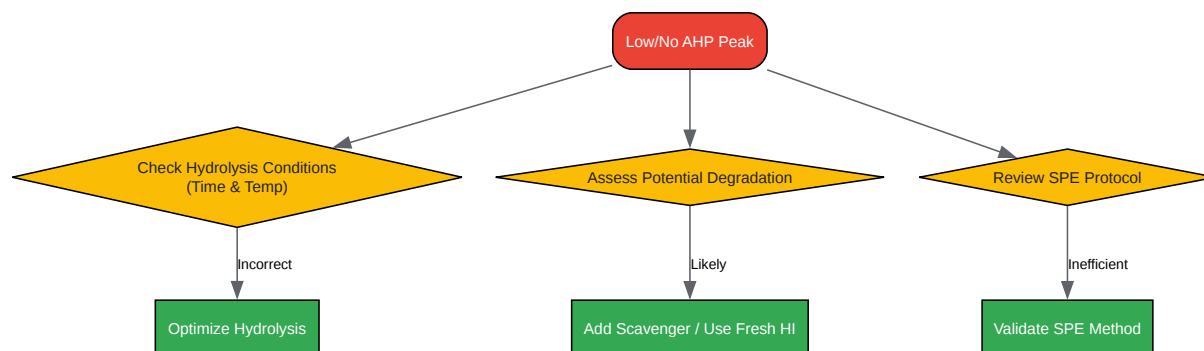 Low/No AHP Peak
Check Hydrolysis Conditions
(Time & Temp)
Assess Potential Degradation
Review SPE Protocol
Incorrect
Likely
Inefficient
Optimize Hydrolysis
Add Scavenger / Use Fresh HI
Validate SPE Method